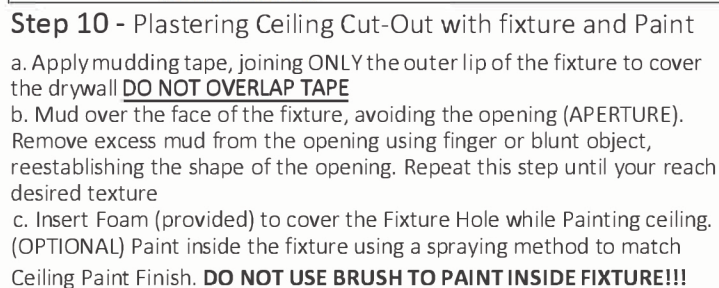 Step 10 - Plastering Ceiling Cut-Out with fixture and Paint
a. Apply mudding tape, joining ONLY the outer lip of the fixture to cover
the drywall DO NOT OVERLAP TAPE
b. Mud over the face of the fixture, avoiding the opening (APERTURE).
Remove excess mud from the opening using finger or blunt object,
reestablishing the shape of the opening. Repeat this step until your reach
desired texture
c. Insert Foam (provided) to cover the Fixture Hole while Painting ceiling.
(OPTIONAL) Paint inside the fixture using a spraying method to match
Ceiling Paint Finish. DO NOT USE BRUSH TO PAINT INSIDE FIXTURE!!!